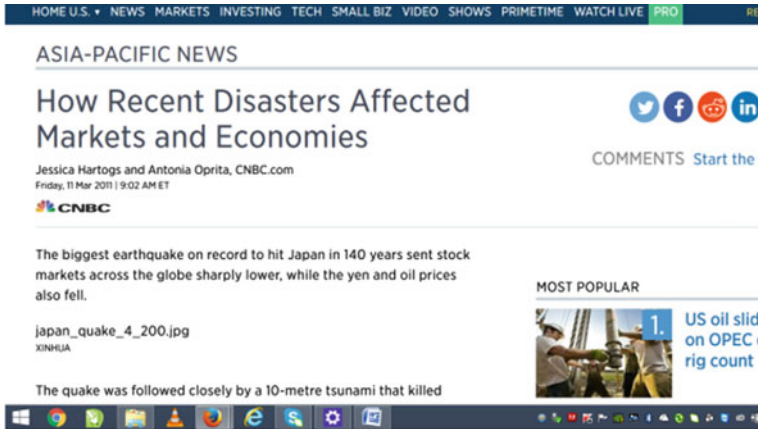 HOME U.S. NEWS MARKETS INVESTING TECH SMALL BIZ VIDEO SHOWS PRIMETIME WATCH LIVE PRO
ASIA-PACIFIC NEWS
How Recent Disasters Affected
Markets and Economies
Jessica Hartogs and Antonia Oprita, CNBC.com
Friday, 11 Mar 2011 | 9:02 AM ET
CNBC
COMMENTS Start the
The biggest earthquake on record to hit Japan in 140 years sent stock
markets across the globe sharply lower, while the yen and oil prices
also fell.
japan_quake_4_200.jpg
XINHUA
The quake was followed closely by a 10-metre tsunami that killed
MOST POPULAR
1.
US oil slid
on OPEC
rig count